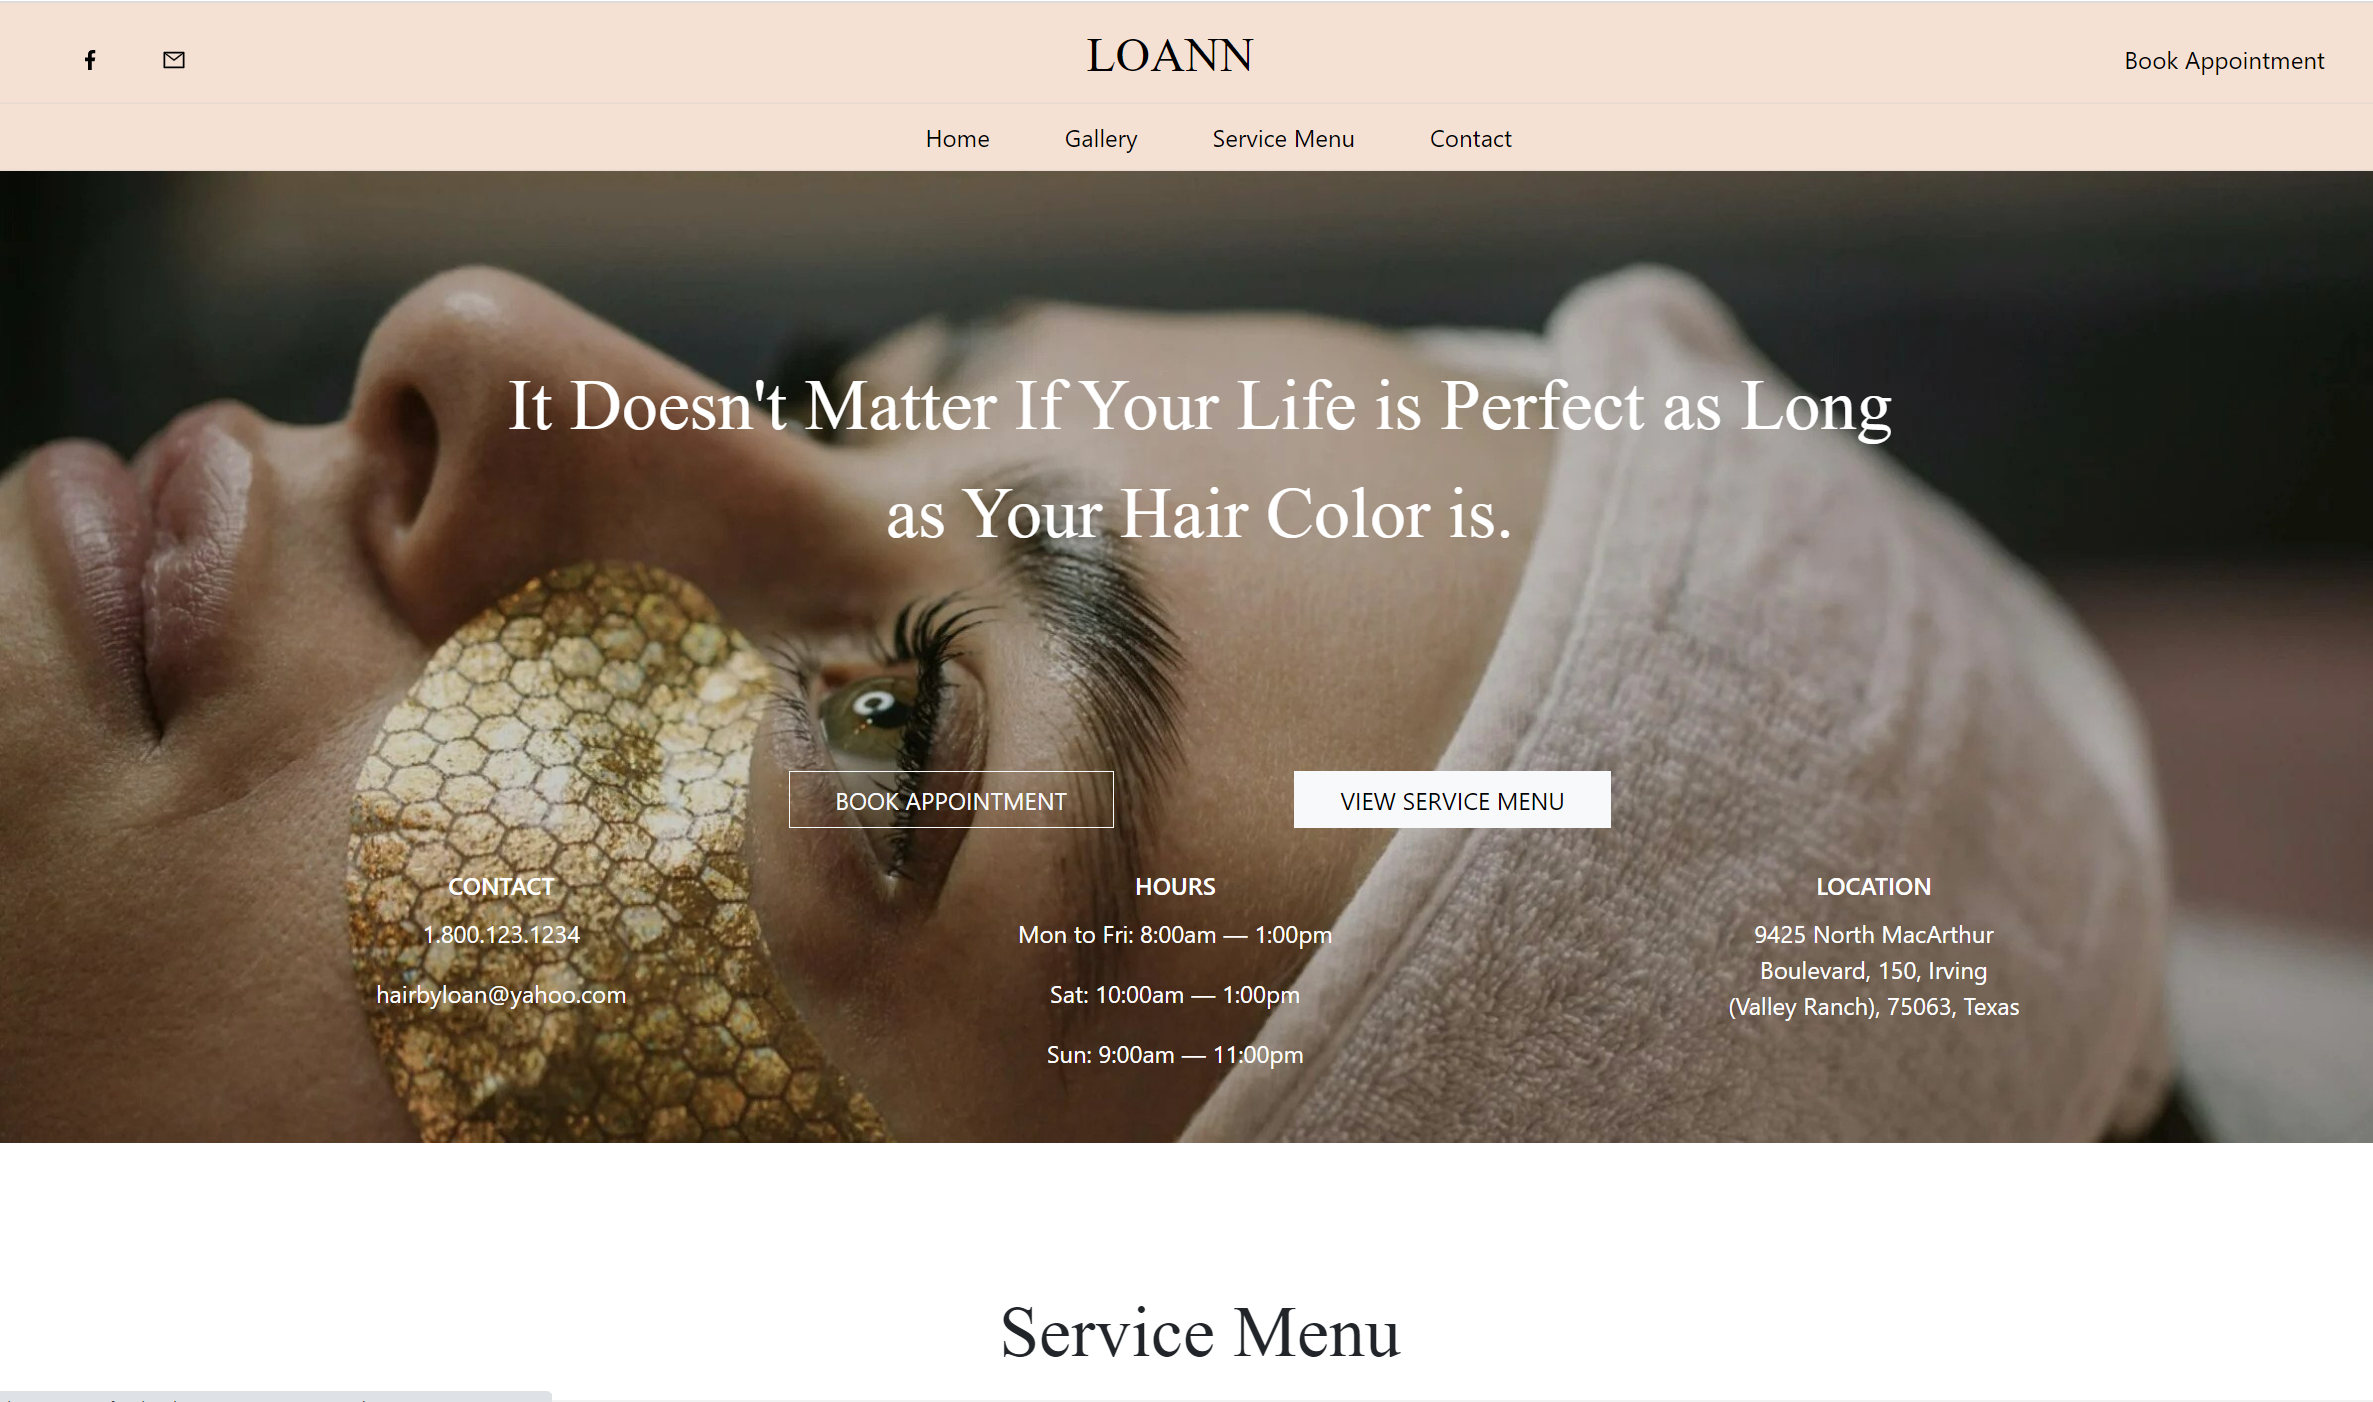 LOANN
Book Appointment
Home
Gallery
Service Menu
Contact
It Doesn't Matter If Your Life is Perfect as Long
as Your Hair Color is.
BOOK APPOINTMENT
VIEW SERVICE MENU
CONTACT
1.800.123.1234
hairbyloan@yahoo.com
HOURS
Mon to Fri: 8:00am — 1:00pm
Sat: 10:00am — 1:00pm
Sun: 9:00am — 11:00pm
LOCATION
9425 North MacArthur
Boulevard, 150, Irving
(Valley Ranch), 75063, Texas
Service Menu